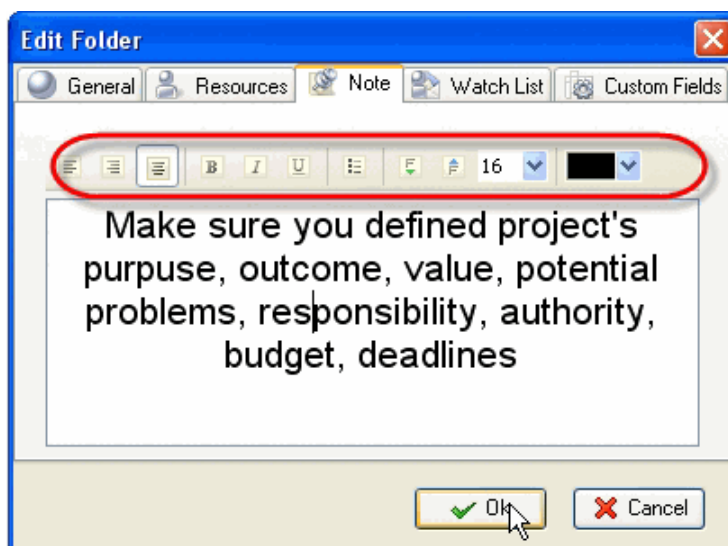 Edit Folder
General Resources Note Watch List Custom Fields
B I U 16
Make sure you defined project's
purpuse, outcome, value, potential
problems, responsibility, authority,
budget, deadlines
Ok Cancel